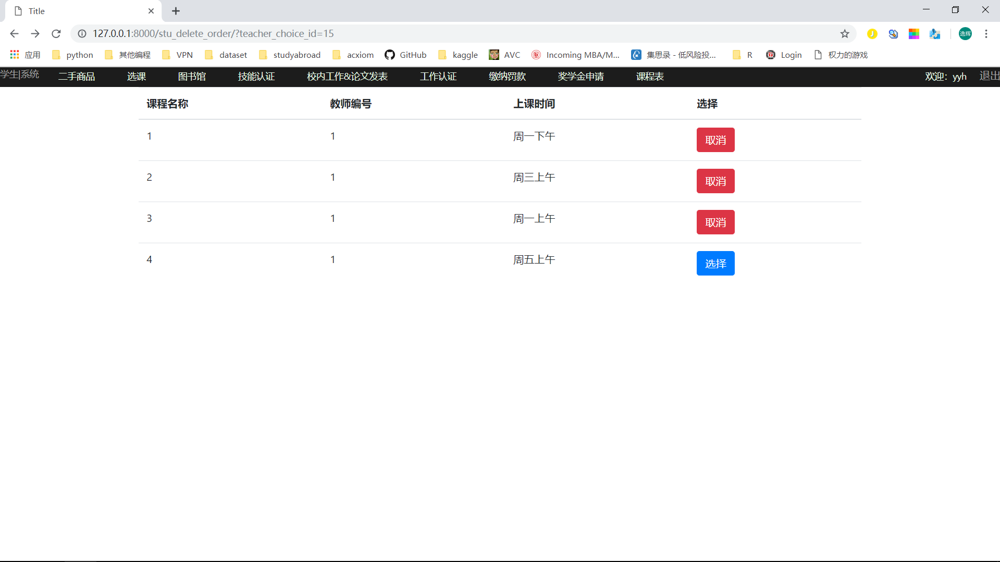 Title
127.0.0.1:8000/stu_delete_order/?teacher_choice_id=15
逸辉
应用 python 其他编程 VPN dataset studyabroad acxiom GitHub kaggle AVC Incoming MBA/M... 集思录 - 低风险投... R Login 权力的游戏
学生|系统 二手商品 选课 图书馆 技能认证 校内工作&论文发表 工作认证 缴纳罚款 奖学金申请 课程表 欢迎：yyh 退出
课程名称 教师编号 上课时间 选择
1 1 周一下午 取消
2 1 周三上午 取消
3 1 周一上午 取消
4 1 周五上午 选择